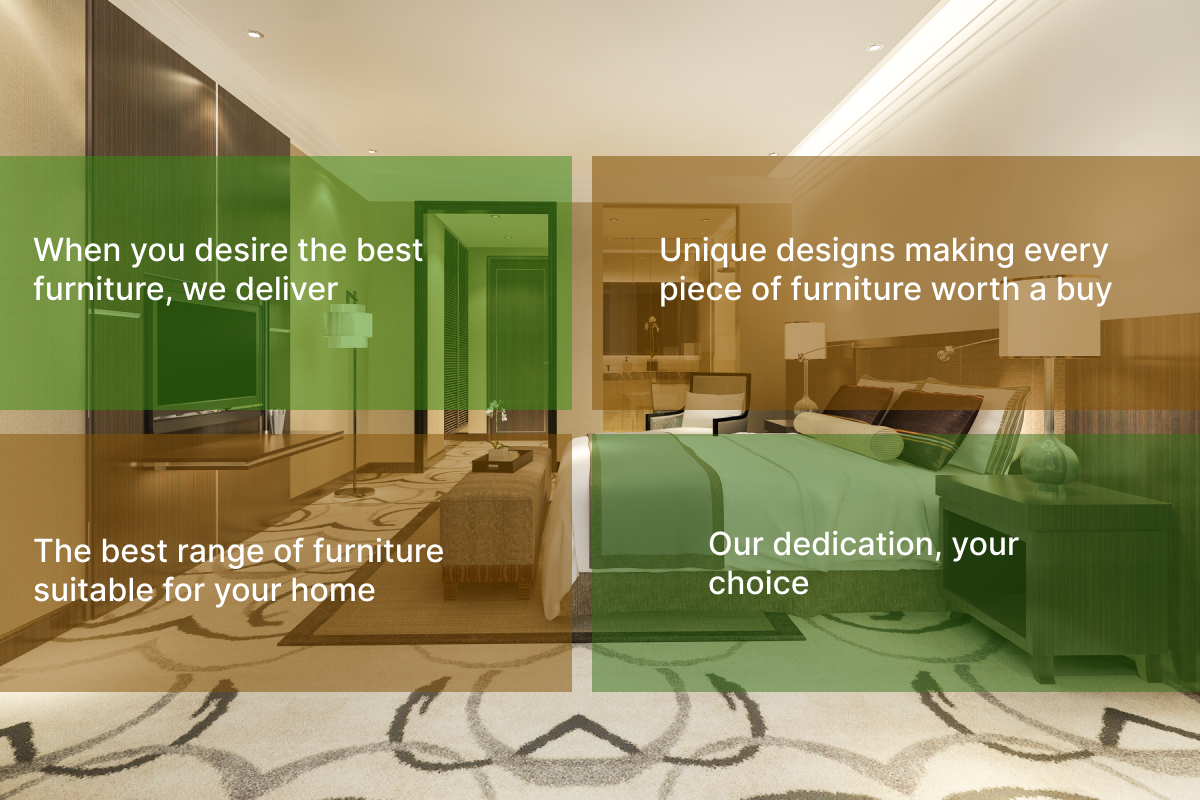 When you desire the best
furniture, we deliver
Unique designs making every
piece of furniture worth a buy
The best range of furniture
suitable for your home
Our dedication, your
choice